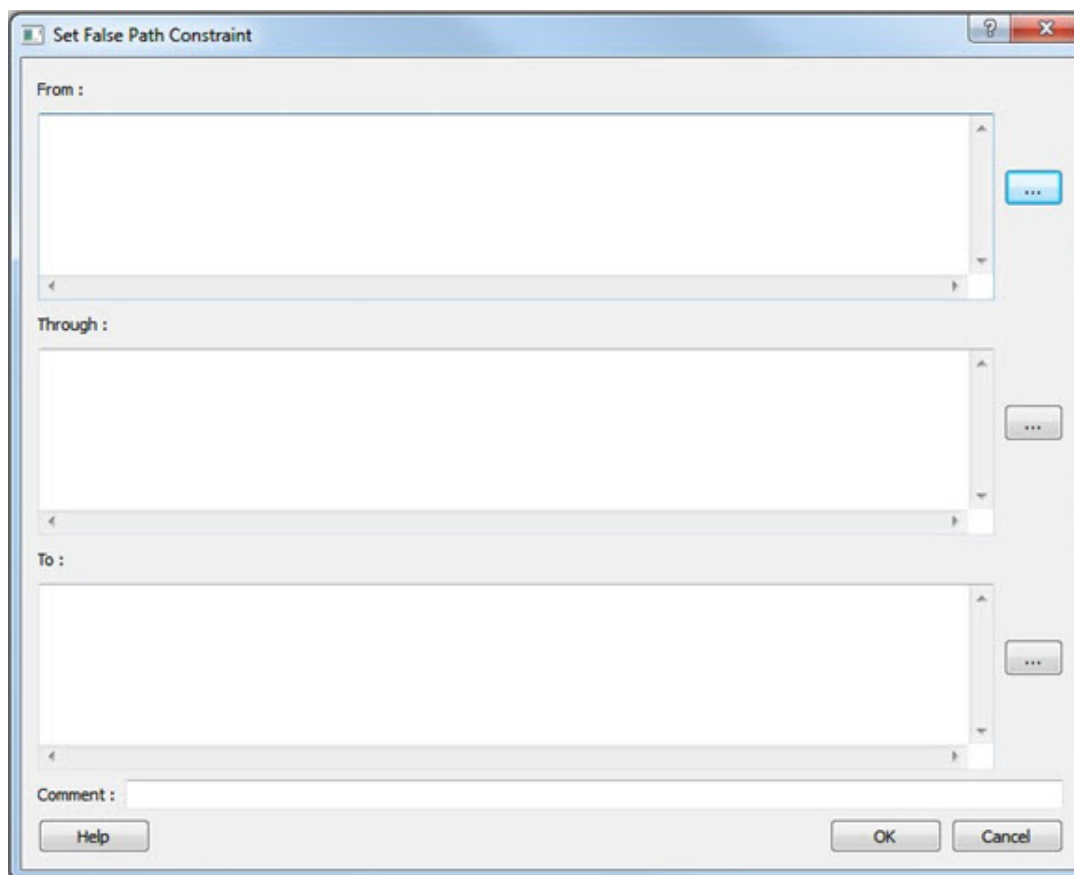 Set False Path Constraint
From :
...
Through :
...
To :
...
Comment :
Help
OK
Cancel